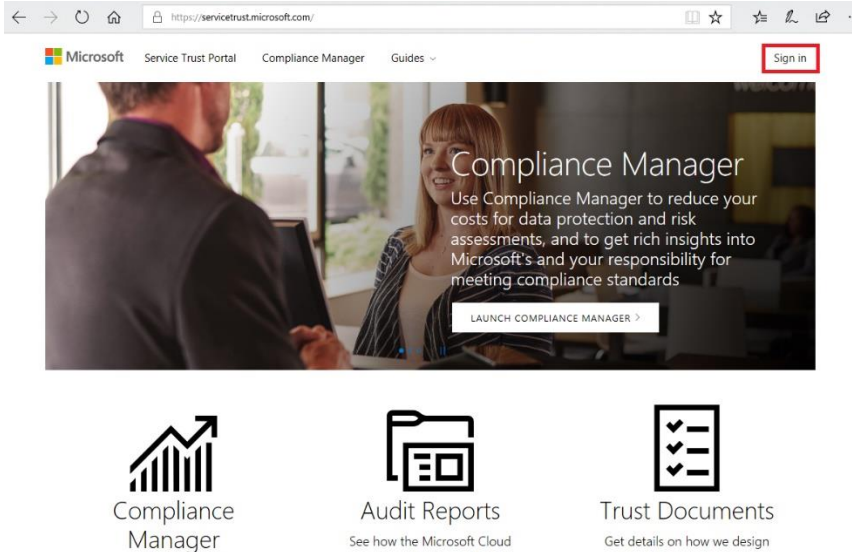 https://servicetrust.microsoft.com/
Microsoft Service Trust Portal Compliance Manager Guides Sign in
Compliance Manager
Use Compliance Manager to reduce your
costs for data protection and risk
assessments, and to get rich insights into
Microsoft's and your responsibility for
meeting compliance standards
LAUNCH COMPLIANCE MANAGER >
Compliance
Manager
Audit Reports
See how the Microsoft Cloud
Trust Documents
Get details on how we design